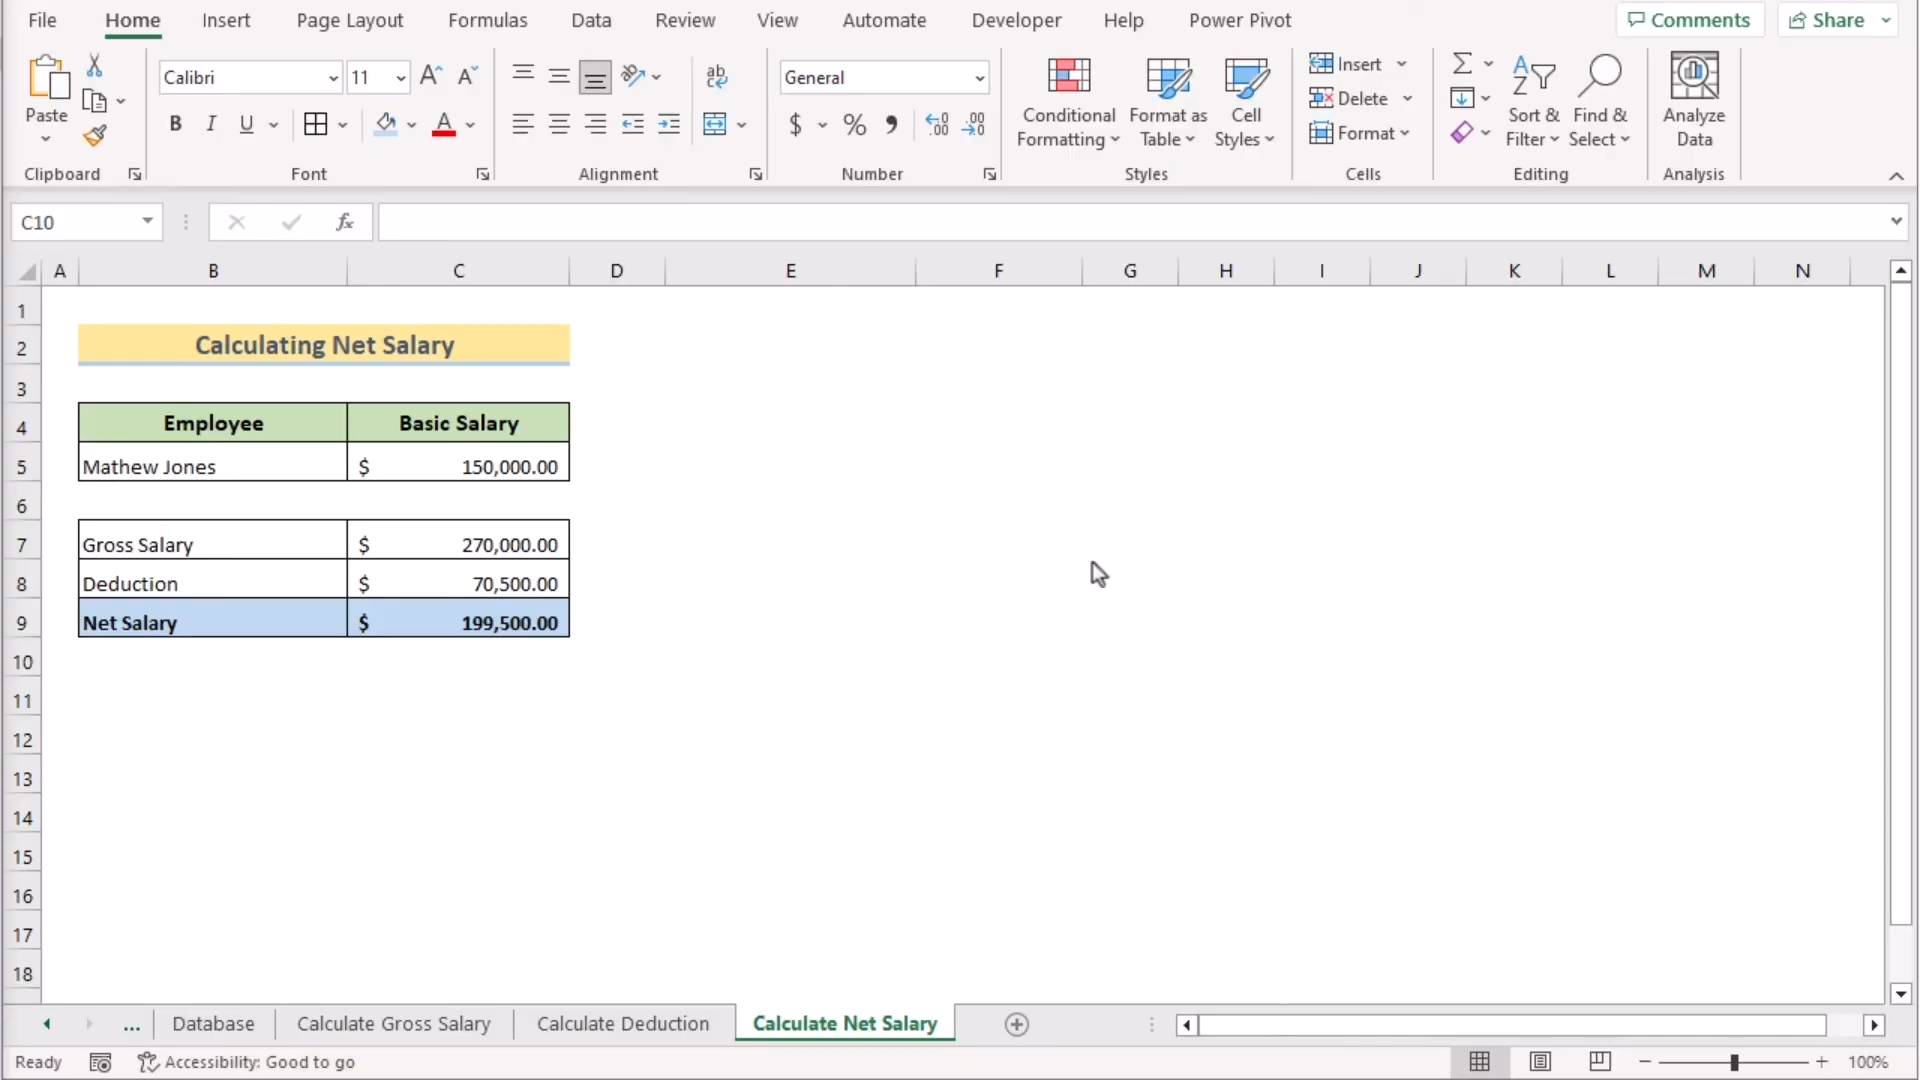 File Home Insert Page Layout Formulas Data Review View Automate Developer Help Power Pivot Comments Share
Paste
Calibri 11
General
Conditional Formatting
Format as Table
Cell Styles
Insert
Delete
Format
Sort & Filter
Find & Select
Analyze Data
Clipboard Font Alignment Number Styles Cells Editing Analysis
C10 fx
A B C D E F G H I J K L M N
1
2 Calculating Net Salary
3
4 Employee Basic Salary
5 Mathew Jones $ 150,000.00
6
7 Gross Salary $ 270,000.00
8 Deduction $ 70,500.00
9 Net Salary $ 199,500.00
10
11
12
13
14
15
16
17
18
... Database Calculate Gross Salary Calculate Deduction Calculate Net Salary
Ready Accessibility: Good to go 100%